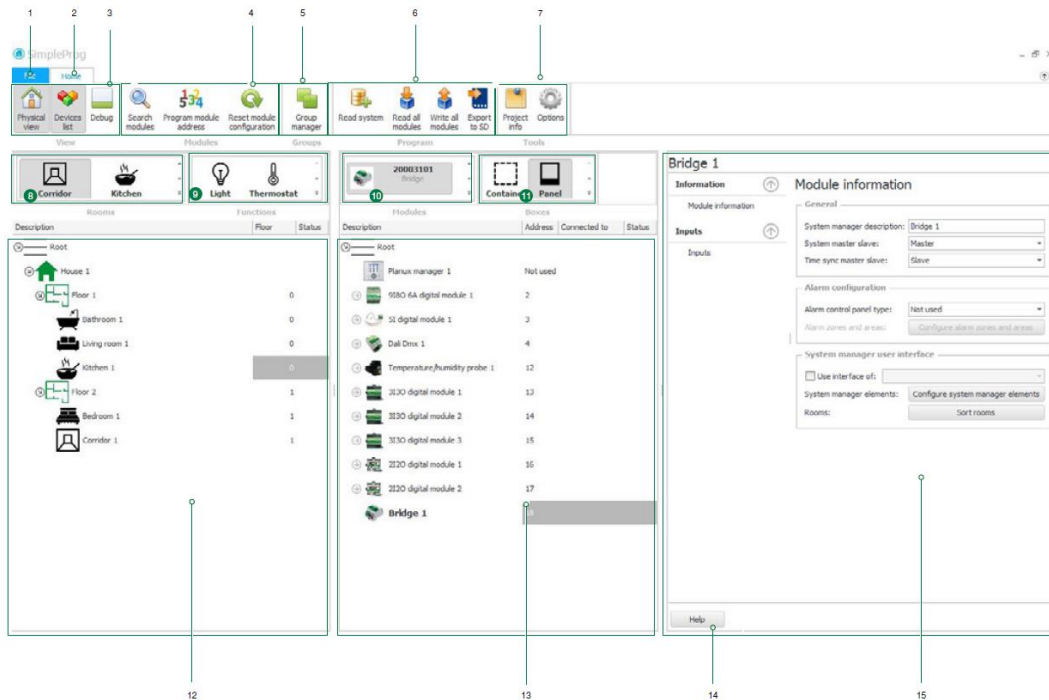 1 2 3 4 5 6 7
SimpleProg
File Home
Physical view
Devices list
Debug
Search modules
Program module address
Reset module configuration
Group manager
Read system
Read all modules
Write all modules
Export to SD
Project info
Options
View Modules Groups Program Tools
8 Corridor Kitchen
9 Light Thermostat
10 20003101 Bridge
11 Container Panel
Rooms Functions Modules Boxes
Description Floor Status
Root
House 1
Floor 1 0
Bathroom 1 0
Living room 1 0
Kitchen 1 0
Floor 2 1
Bedroom 1 1
Corridor 1 1
Description Address Connected to Status
Root
Planux manager 1 Not used
SI digital module 1 3
Dali Dmx 1 4
Temperature/humidity probe 1 12
3I3O digital module 1 13
3I3O digital module 2 14
3I3O digital module 3 15
2I2O digital module 1 16
2I2O digital module 2 17
Bridge 1
Bridge 1
Information
Module information
Inputs
Inputs
Module information
General
System manager description: Bridge 1
System master slave: Master
Time sync master slave: Slave
Alarm configuration
Alarm control panel type: Not used
Alarm zones and areas: Configure alarm zones and areas
System manager user interface
Use interface of:
System manager elements: Configure system manager elements
Rooms: Sort rooms
Help
12 13 14 15